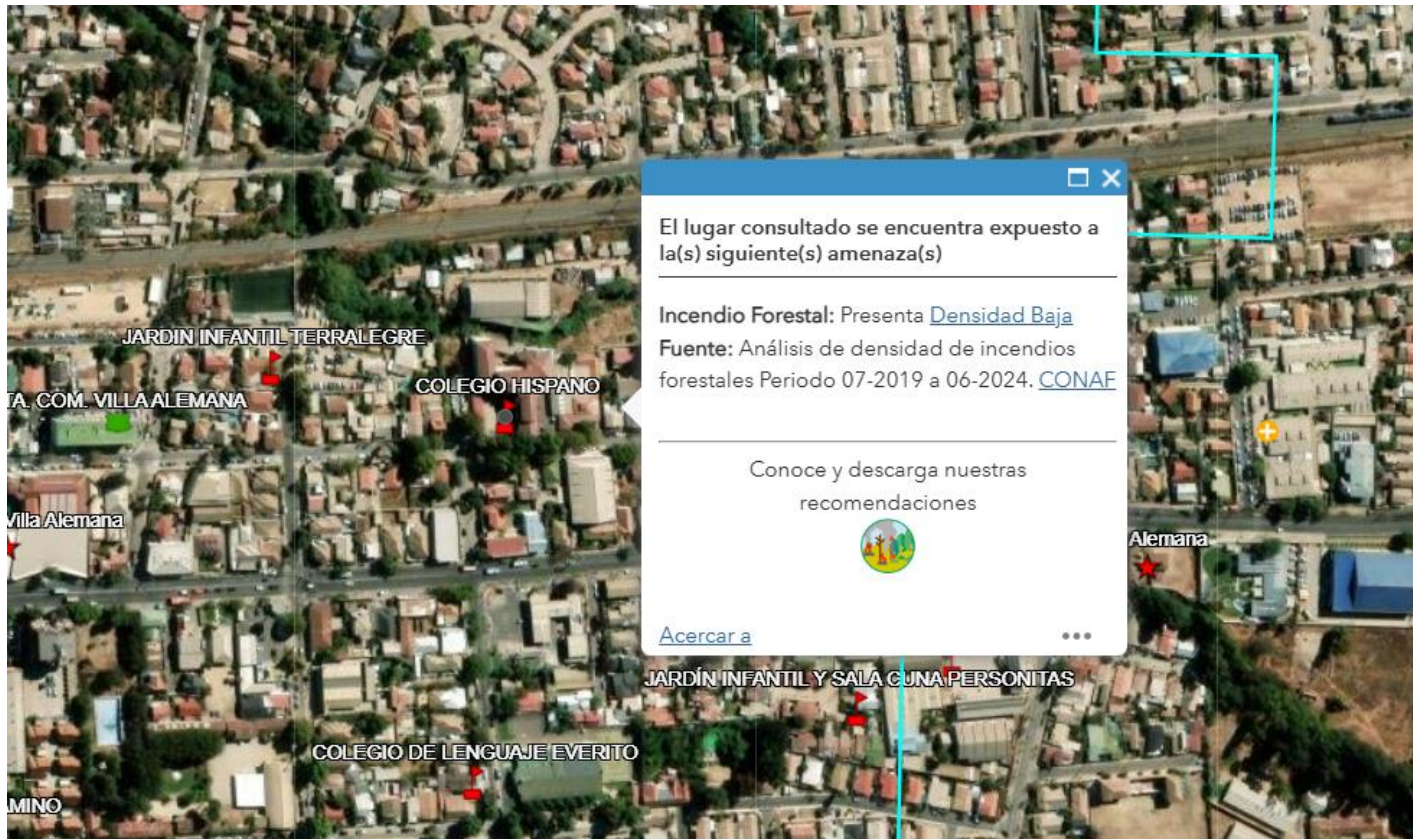 El lugar consultado se encuentra expuesto a
la(s) siguiente(s) amenaza(s)
Incendio Forestal: Presenta Densidad Baja
Fuente: Análisis de densidad de incendios
forestales Periodo 07-2019 a 06-2024. CONAF
Conoce y descarga nuestras
recomendaciones
Acercar a
JARDIN INFANTIL TERRALEGRE
COLEGIO HISPANO
TA. COM. VILLA ALEMANA
Villa Alemana
Alemana
JARDÍN INFANTIL Y SALA CUNA PERSONITAS
COLEGIO DE LENGUAJE EVERITO
AMINO